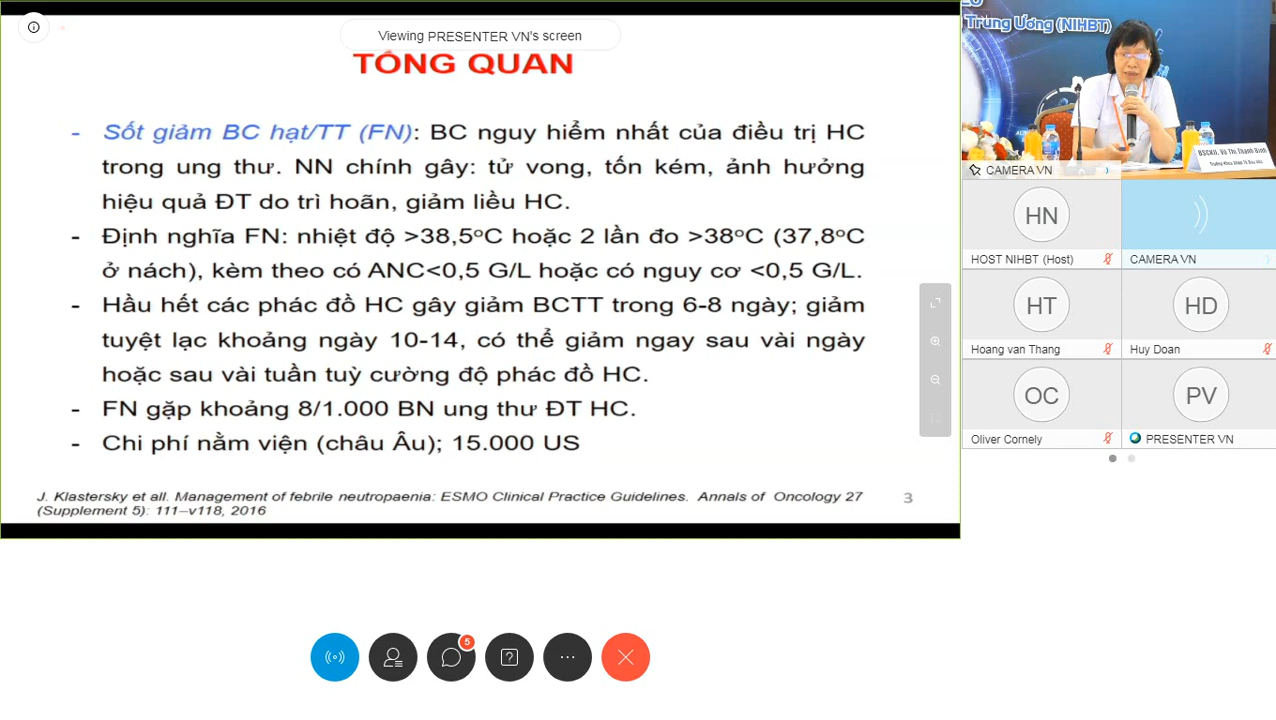 Viewing PRESENTER VN's screen
TỔNG QUAN
- Sốt giảm BC hạt/TT (FN): BC nguy hiểm nhất của điều trị HC
trong ung thư. NN chính gây: tử vong, tốn kém, ảnh hưởng
hiệu quả ĐT do trì hoãn, giảm liều HC.
- Định nghĩa FN: nhiệt độ >38,5ºC hoặc 2 lần đo >38ºC (37,8ºC
ở nách), kèm theo có ANC<0,5 G/L hoặc có nguy cơ <0,5 G/L.
- Hầu hết các phác đồ HC gây giảm BCTT trong 6-8 ngày; giảm
tuyệt lạc khoảng ngày 10-14, có thể giảm ngay sau vài ngày
hoặc sau vài tuần tuỳ cường độ phác đồ HC.
- FN gặp khoảng 8/1.000 BN ung thư ĐT HC.
- Chi phí nằm viện (châu Âu); 15.000 US
J. Klastersky et all. Management of febrile neutropaenia: ESMO Clinical Practice Guidelines. Annals of Oncology 27
(Supplement 5): 111–v118, 2016
3
Trung Ương (NIHBT)
BSCKII. Võ Thị Thanh Bình
CAMERA VN
HN
HOST NIHBT (Host)
CAMERA VN
HT
Hoang van Thang
HD
Huy Doan
OC
Oliver Cornely
PV
PRESENTER VN
5